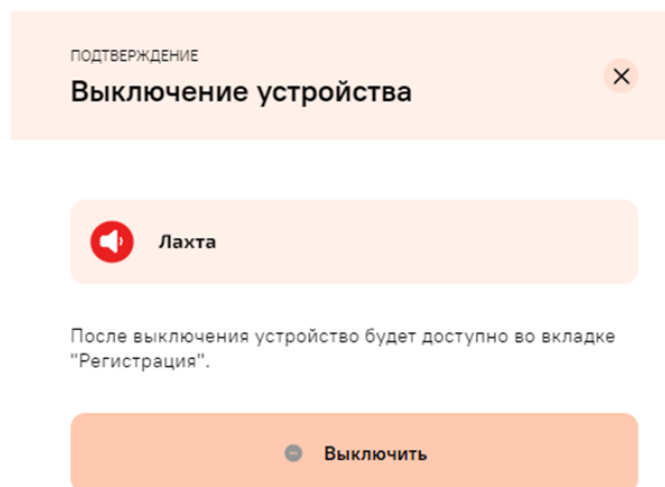 ПОДТВЕРЖДЕНИЕ
Выключение устройства
Лахта
После выключения устройство будет доступно во вкладке
"Регистрация".
Выключить